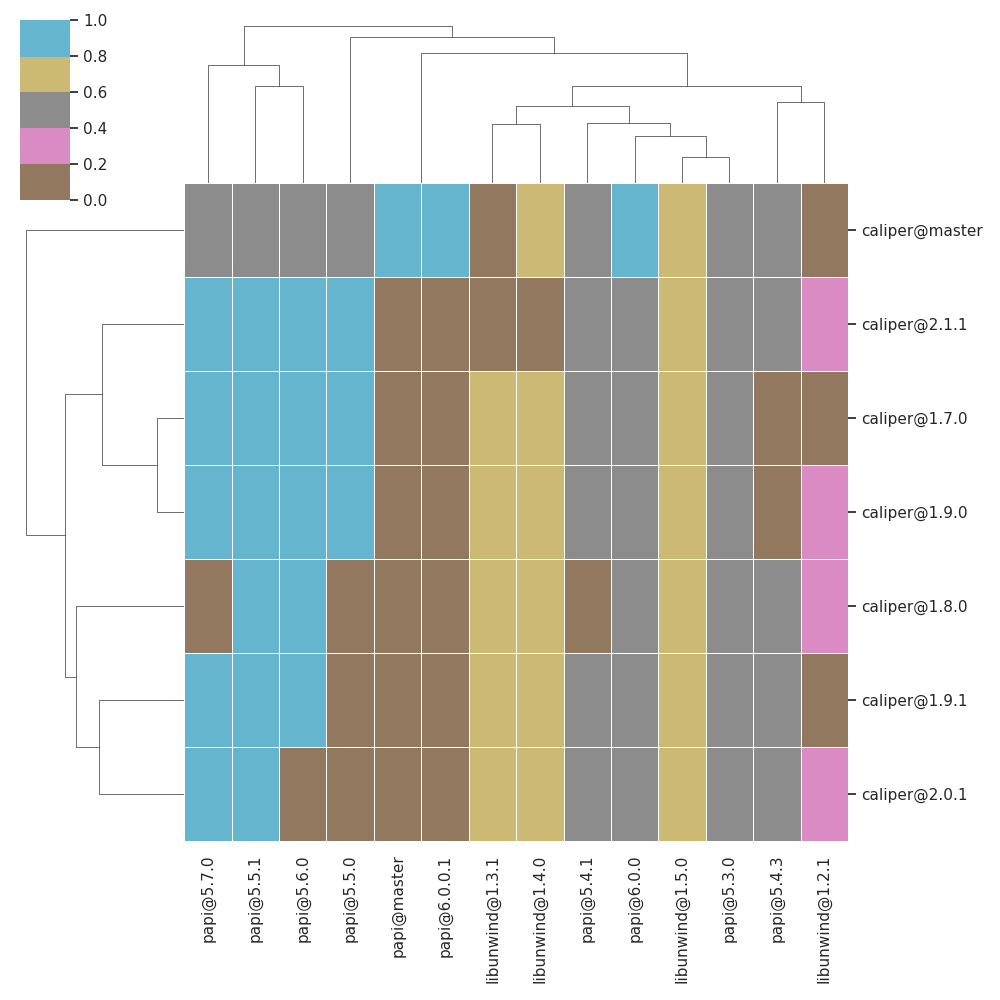 1.0
0.8
0.6
0.4
0.2
0.0
caliper@master
caliper@2.1.1
caliper@1.7.0
caliper@1.9.0
caliper@1.8.0
caliper@1.9.1
caliper@2.0.1
papi@5.7.0
papi@5.5.1
papi@5.6.0
papi@5.5.0
papi@master
papi@6.0.0.1
libunwind@1.3.1
libunwind@1.4.0
papi@5.4.1
papi@6.0.0
libunwind@1.5.0
papi@5.3.0
papi@5.4.3
libunwind@1.2.1